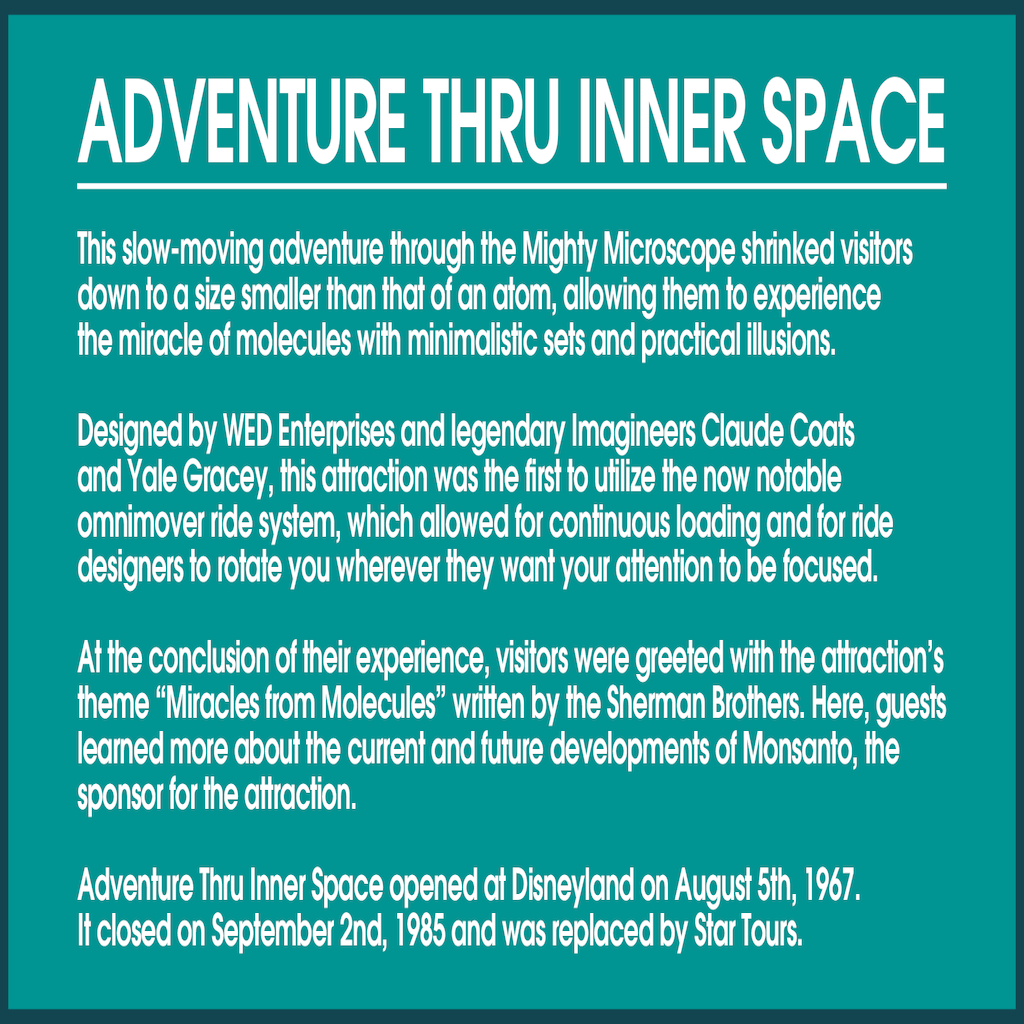 ADVENTURE THRU INNER SPACE
This slow-moving adventure through the Mighty Microscope shrinked visitors
down to a size smaller than that of an atom, allowing them to experience
the miracle of molecules with minimalistic sets and practical illusions.
Designed by WED Enterprises and legendary Imagineers Claude Coats
and Yale Gracey, this attraction was the first to utilize the now notable
omnimover ride system, which allowed for continuous loading and for ride
designers to rotate you wherever they want your attention to be focused.
At the conclusion of their experience, visitors were greeted with the attraction’s
theme “Miracles from Molecules” written by the Sherman Brothers. Here, guests
learned more about the current and future developments of Monsanto, the
sponsor for the attraction.
Adventure Thru Inner Space opened at Disneyland on August 5th, 1967.
It closed on September 2nd, 1985 and was replaced by Star Tours.